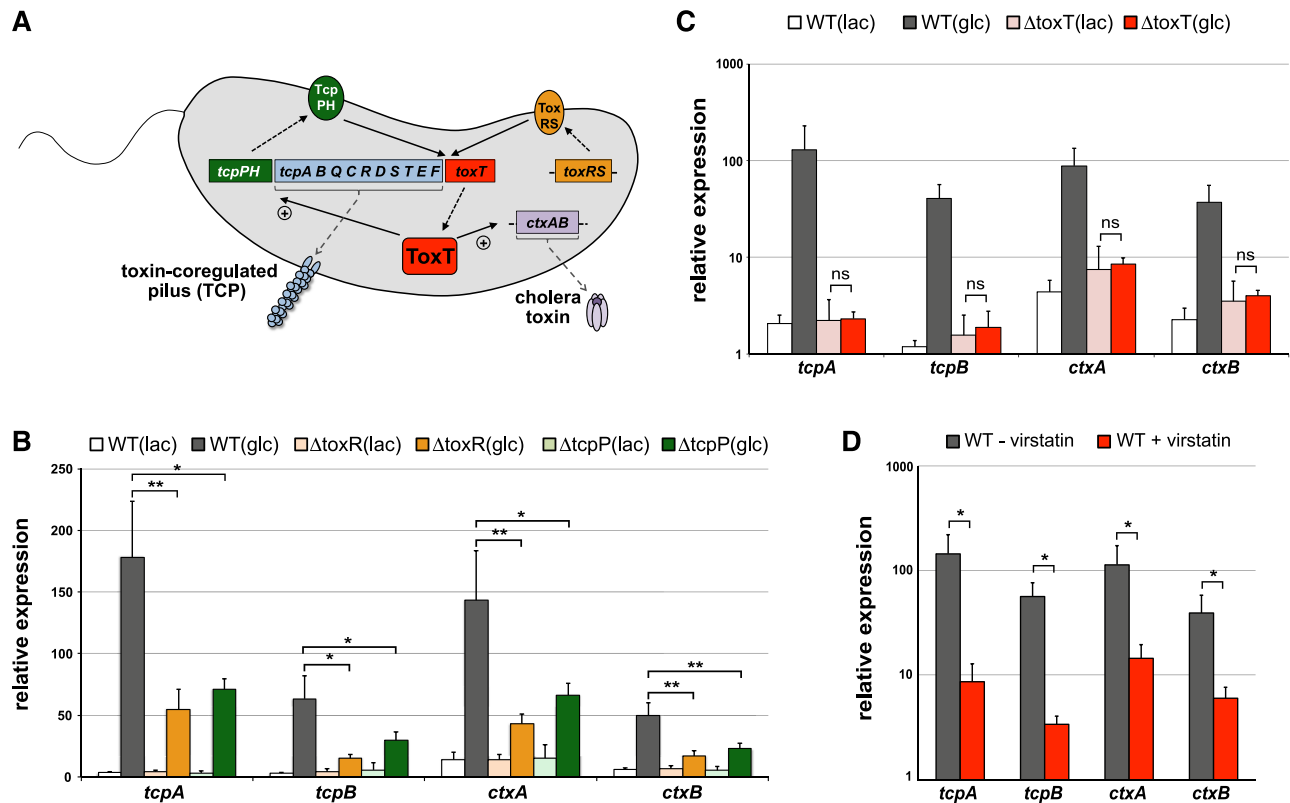 A
Tcp
PH
Tox
RS
tcpPH
tcpA B Q C R D S T E F
toxT
toxRS
+
ctxAB
ToxT
+
toxin-coregulated
pilus (TCP)
cholera
toxin
B
WT(lac) WT(glc) ΔtoxR(lac) ΔtoxR(glc) ΔtcpP(lac) ΔtcpP(glc)
relative expression
250
200
150
100
50
0
*
**
*
*
*
**
**
**
tcpA tcpB ctxA ctxB
C
WT(lac) WT(glc) ΔtoxT(lac) ΔtoxT(glc)
relative expression
1000
100
10
1
ns
ns
ns
ns
tcpA tcpB ctxA ctxB
D
WT - virstatin WT + virstatin
relative expression
1000
100
10
1
*
*
*
*
tcpA tcpB ctxA ctxB